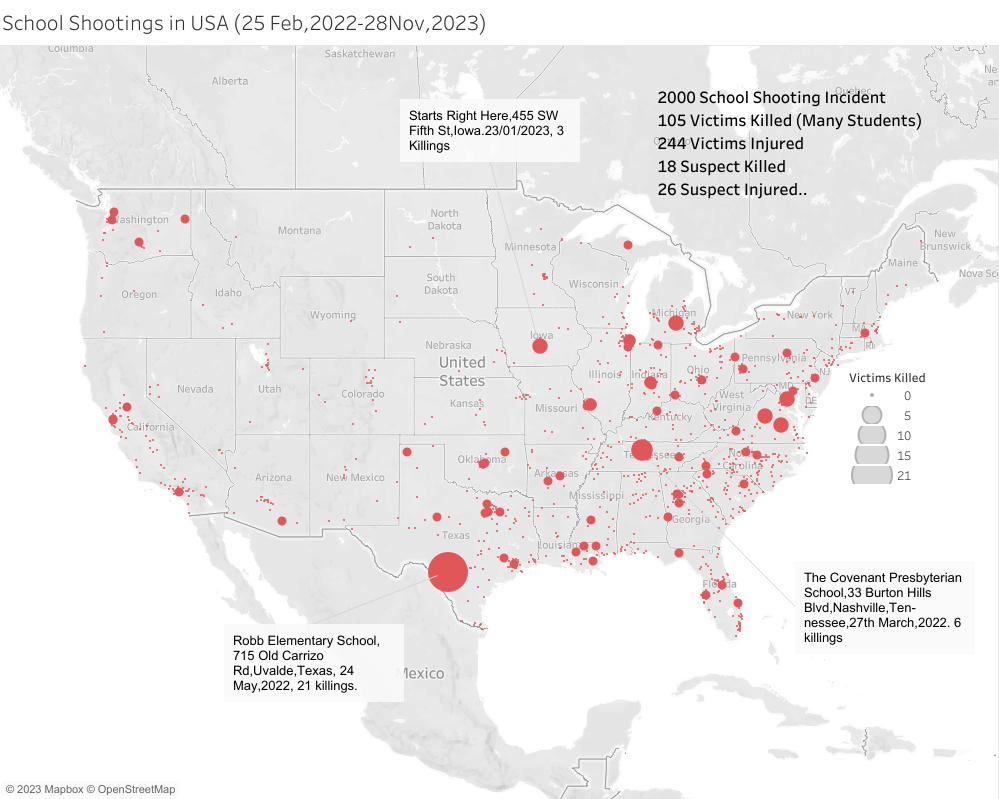 School Shootings in USA (25 Feb,2022-28Nov,2023)
Columbia
Saskatchewan
Alberta
Quebec
2000 School Shooting Incident
105 Victims Killed (Many Students)
244 Victims Injured
18 Suspect Killed
26 Suspect Injured..
Starts Right Here,455 SW
Fifth St,Iowa.23/01/2023, 3
Killings
Washington
Montana
North
Dakota
Minnesota
New
Brunswick
Maine
Nova Sco
Oregon
Idaho
South
Dakota
Wisconsin
VT
Wyoming
Michigan
New York
MA
RI
Iowa
Nebraska
United
States
Pennsylvania
Nevada
Utah
Colorado
Illinois
Indiana
Ohio
NJ
MD
DE
Kansas
Missouri
West
Virginia
Kentucky
California
Victims Killed
0
5
10
15
21
Arizona
New Mexico
Oklahoma
Arkansas
Tennessee
North
Carolina
Mississippi
Georgia
Texas
Louisiana
Florida
The Covenant Presbyterian
School,33 Burton Hills
Blvd,Nashville,Ten-
nessee,27th March,2022. 6
killings
Robb Elementary School,
715 Old Carrizo
Rd,Uvalde,Texas, 24
May,2022, 21 killings.
Mexico
© 2023 Mapbox © OpenStreetMap